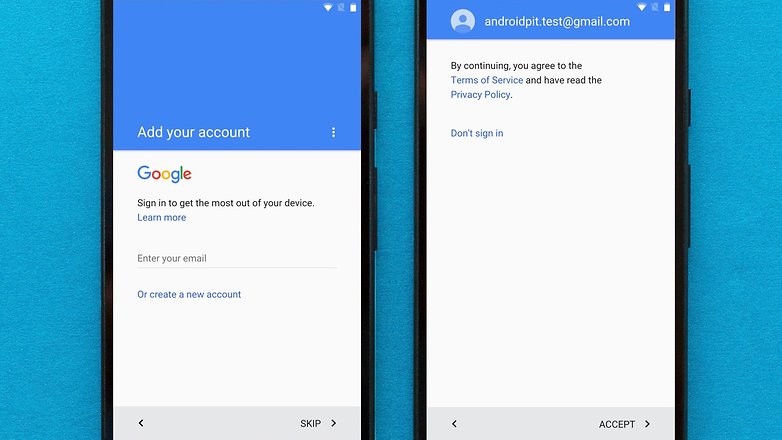 Add your account
Google
Sign in to get the most out of your device.
Learn more
Enter your email
Or create a new account
SKIP
androidpit.test@gmail.com
By continuing, you agree to the
Terms of Service and have read the
Privacy Policy.
Don't sign in
ACCEPT